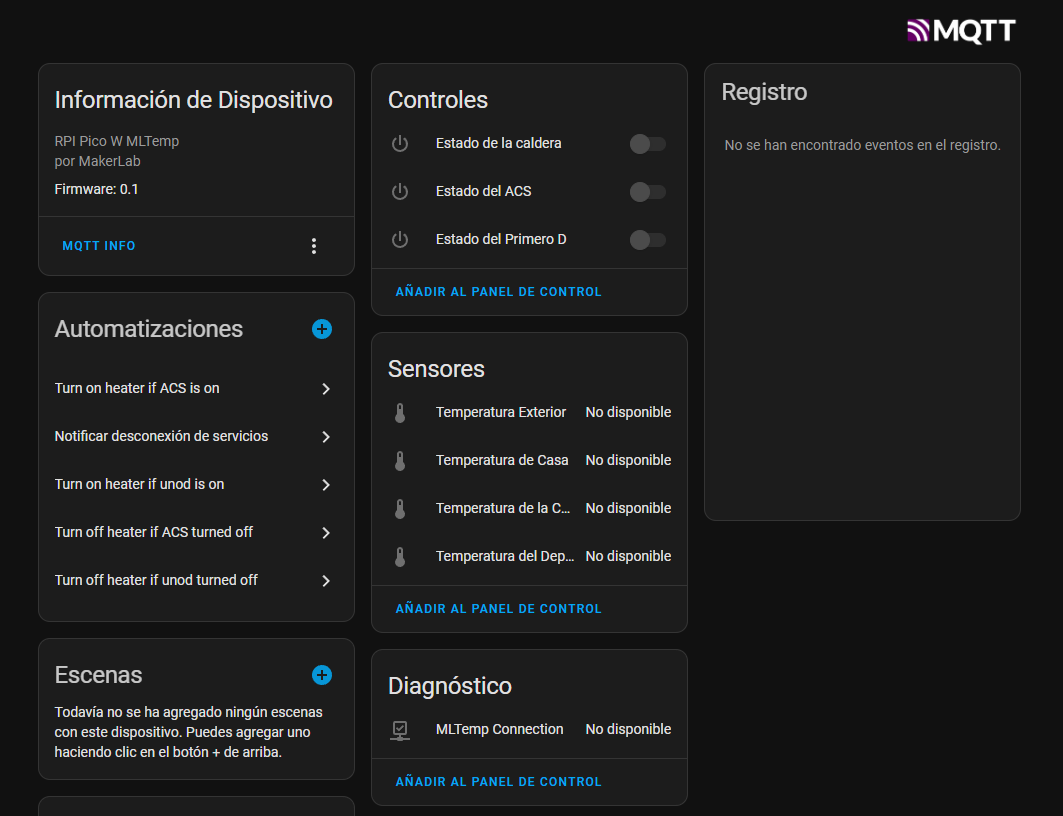 MQTT
Información de Dispositivo
RPI Pico W MLTemp
por MakerLab
Firmware: 0.1
MQTT INFO
Automatizaciones
Turn on heater if ACS is on
Notificar desconexión de servicios
Turn on heater if unod is on
Turn off heater if ACS turned off
Turn off heater if unod turned off
Escenas
Todavía no se ha agregado ningún escenas
con este dispositivo. Puedes agregar uno
haciendo clic en el botón + de arriba.
Controles
Estado de la caldera
Estado del ACS
Estado del Primero D
AÑADIR AL PANEL DE CONTROL
Sensores
Temperatura Exterior No disponible
Temperatura de Casa No disponible
Temperatura de la C... No disponible
Temperatura del Dep... No disponible
AÑADIR AL PANEL DE CONTROL
Diagnóstico
MLTemp Connection No disponible
AÑADIR AL PANEL DE CONTROL
Registro
No se han encontrado eventos en el registro.